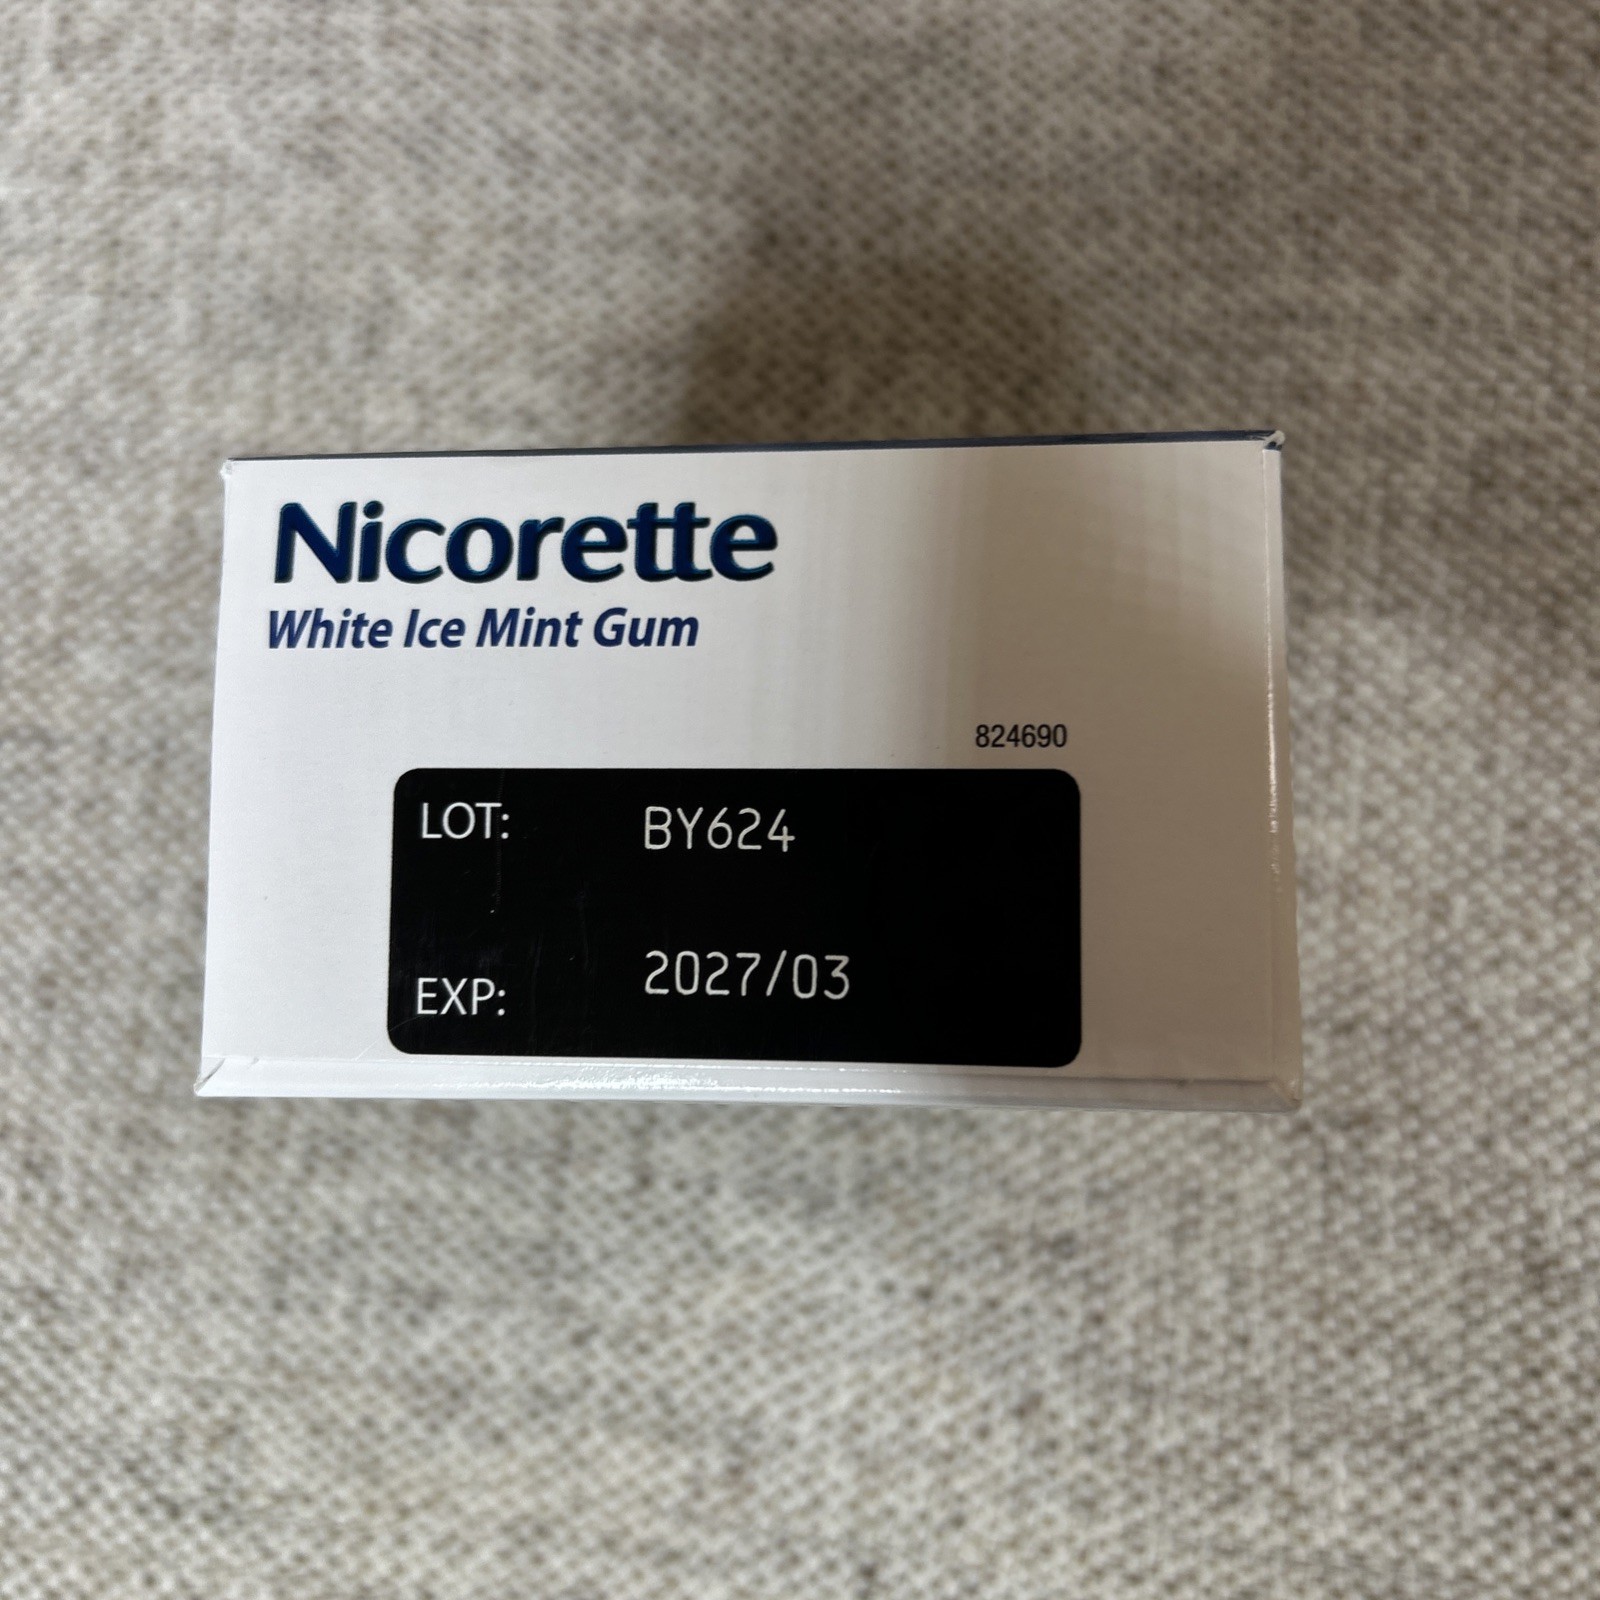 Nicorette
White Ice Mint Gum
824690
LOT: BY624
EXP: 2027/03